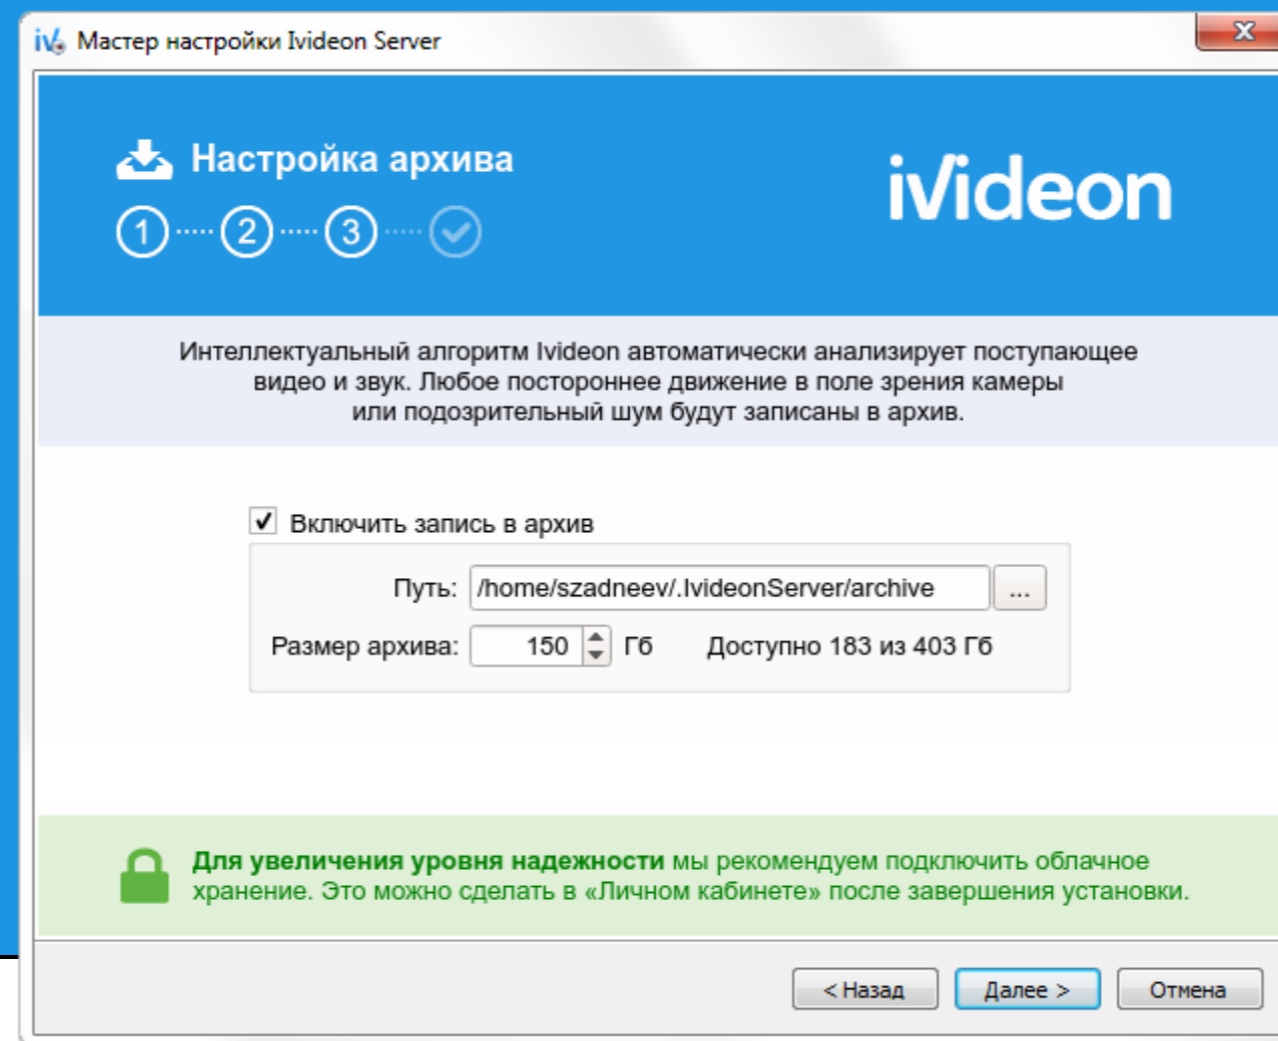 Мастер настройки Ivideon Server
Настройка архива
iVideon
1 2 3
Интеллектуальный алгоритм Ivideon автоматически анализирует поступающее
видео и звук. Любое постороннее движение в поле зрения камеры
или подозрительный шум будут записаны в архив.
Включить запись в архив
Путь: /home/szadneev/.IvideonServer/archive ...
Размер архива: 150 Гб Доступно 183 из 403 Гб
Для увеличения уровня надежности мы рекомендуем подключить облачное
хранение. Это можно сделать в «Личном кабинете» после завершения установки.
< Назад Далее > Отмена